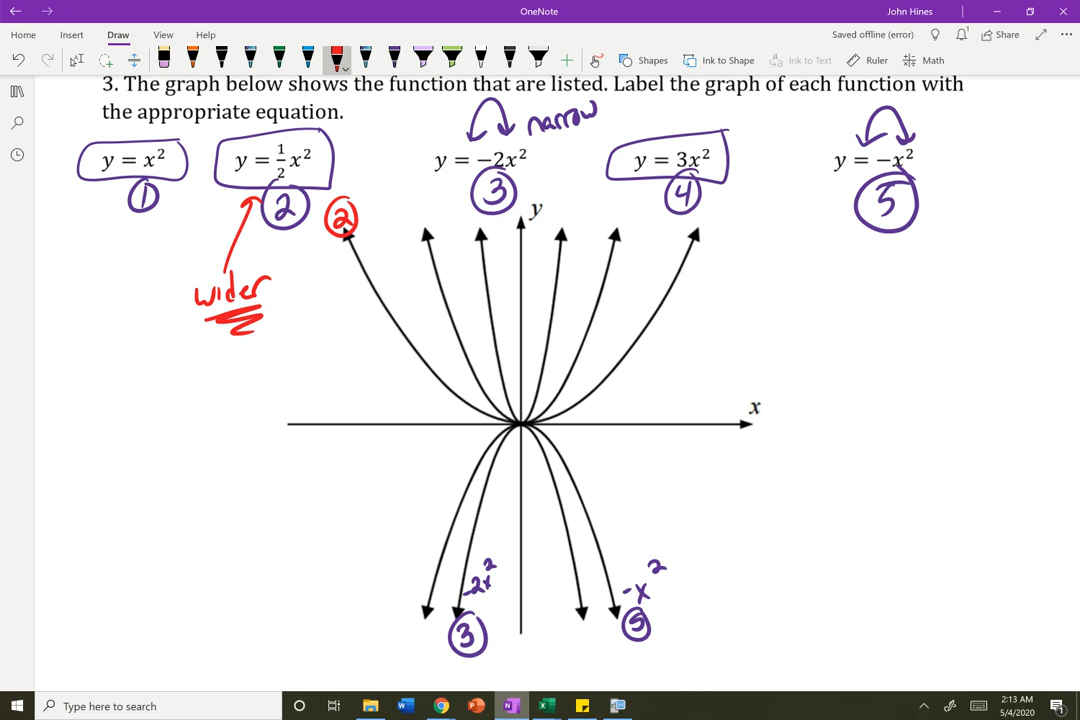 OneNote
John Hines
Home Insert Draw View Help
Saved offline (error)
Share
Shapes
Ink to Shape
Ink to Text
Ruler
Math
3. The graph below shows the function that are listed. Label the graph of each function with
the appropriate equation.
narrow
y = x²
y = 1/2 x²
y = −2x²
y = 3x²
y = −x²
1
2
3
4
5
2
y
wider
x
-2x²
-x²
3
5
Type here to search
2:13 AM
5/4/2020
1